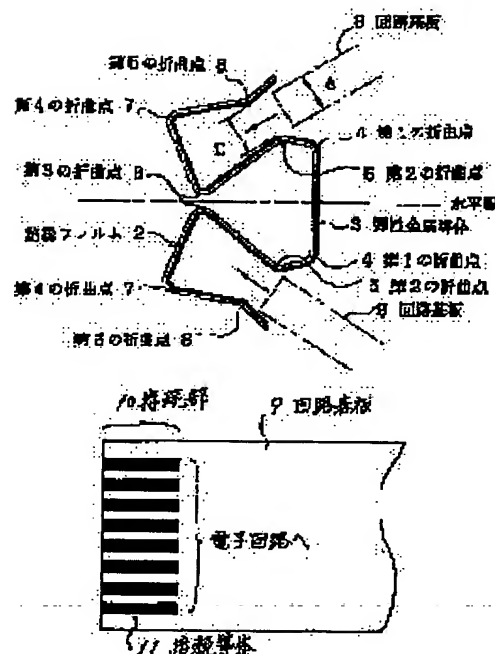 9 回路基板
第5の折曲点 8
第4の折曲点 7
d
4 第1の折曲点
5 第2の折曲点
第3の折曲点 6
水平面
絶縁フィルム 2
3 弾性金属導体
4 第1の折曲点
5 第2の折曲点
第4の折曲点 7
9 回路基板
第5の折曲点 8
10 接続部
9 回路基板
電子回路へ
11 接触導体